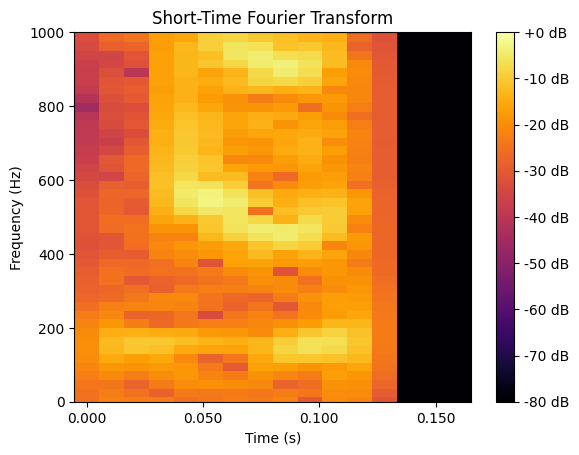 Short-Time Fourier Transform
Frequency (Hz)
1000
800
600
400
200
0
0.000
0.050
0.100
0.150
Time (s)
+0 dB
-10 dB
-20 dB
-30 dB
-40 dB
-50 dB
-60 dB
-70 dB
-80 dB